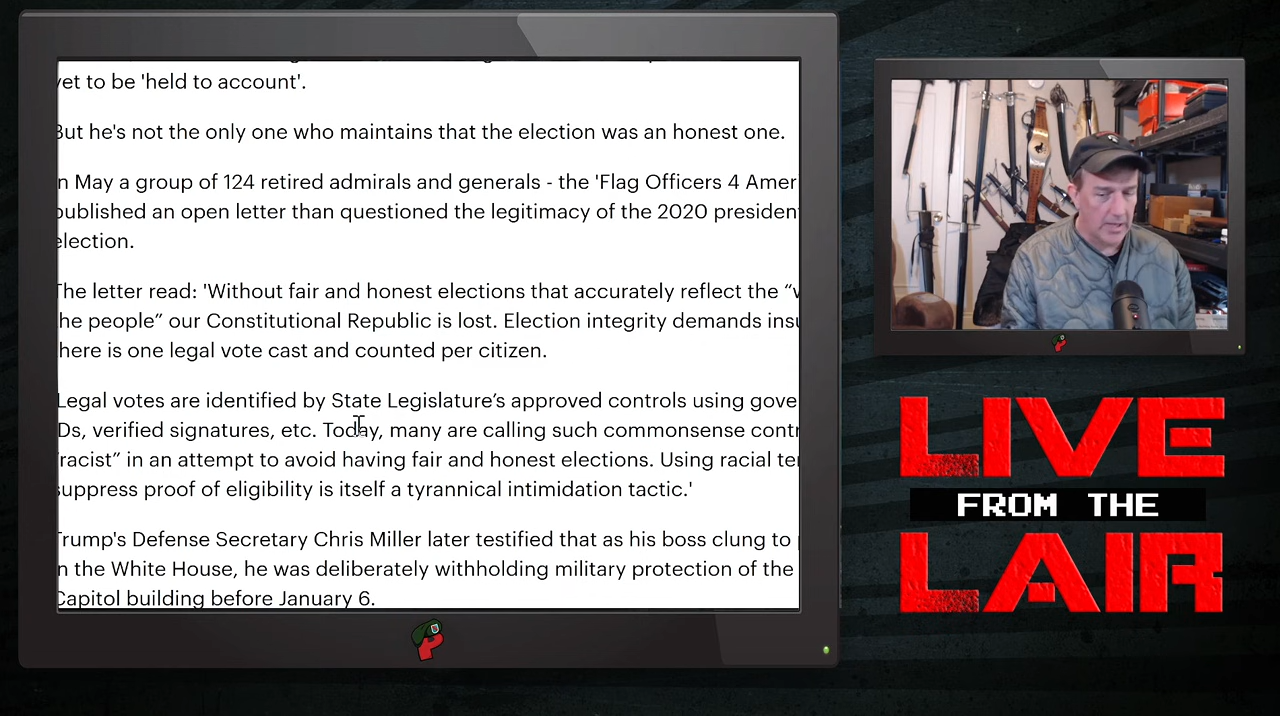 yet to be 'held to account'.
But he's not the only one who maintains that the election was an honest one.
In May a group of 124 retired admirals and generals - the 'Flag Officers 4 Amer
published an open letter than questioned the legitimacy of the 2020 president
election.
The letter read: 'Without fair and honest elections that accurately reflect the “w
the people” our Constitutional Republic is lost. Election integrity demands insu
there is one legal vote cast and counted per citizen.
'Legal votes are identified by State Legislature’s approved controls using gove
IDs, verified signatures, etc. Today, many are calling such commonsense contr
“racist” in an attempt to avoid having fair and honest elections. Using racial ter
suppress proof of eligibility is itself a tyrannical intimidation tactic.'
Trump's Defense Secretary Chris Miller later testified that as his boss clung to
in the White House, he was deliberately withholding military protection of the
Capitol building before January 6.
LIVE
FROM THE
LAIR